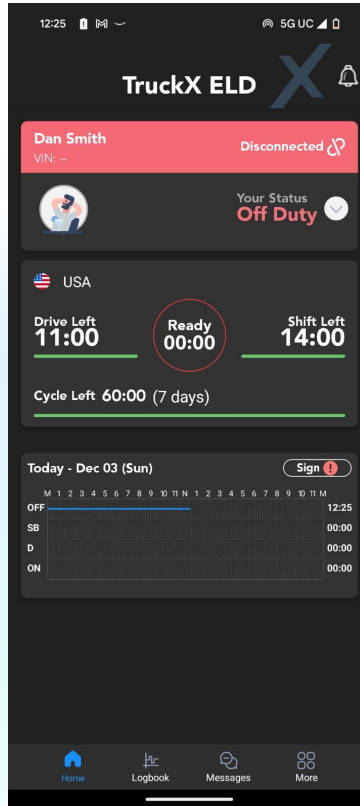 12:25 5G UC
TruckX ELD X
Dan Smith
VIN: --
Disconnected
Your Status
Off Duty
USA
Drive Left
11:00
Ready
00:00
Shift Left
14:00
Cycle Left 60:00 (7 days)
Today - Dec 03 (Sun)
Sign !
M 1 2 3 4 5 6 7 8 9 10 11 N 1 2 3 4 5 6 7 8 9 10 11 M
OFF 12:25
SB 00:00
D 00:00
ON 00:00
Home Logbook Messages More